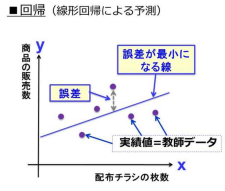 ■回帰（線形回帰による予測）
y
商品の販売数
誤差が最小に
なる線
誤差
実績値=教師データ
x
配布チラシの枚数